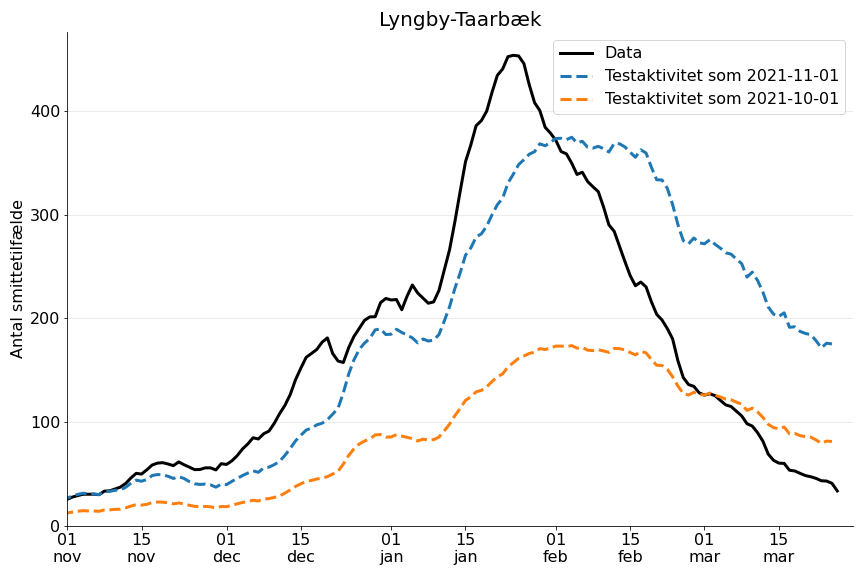 Lyngby-Taarbæk
Data
Testaktivitet som 2021-11-01
Testaktivitet som 2021-10-01
Antal smittetilfælde
400
300
200
100
0
01 15 01 15 01 15 01 15 01 15
nov nov dec dec jan jan feb feb mar mar